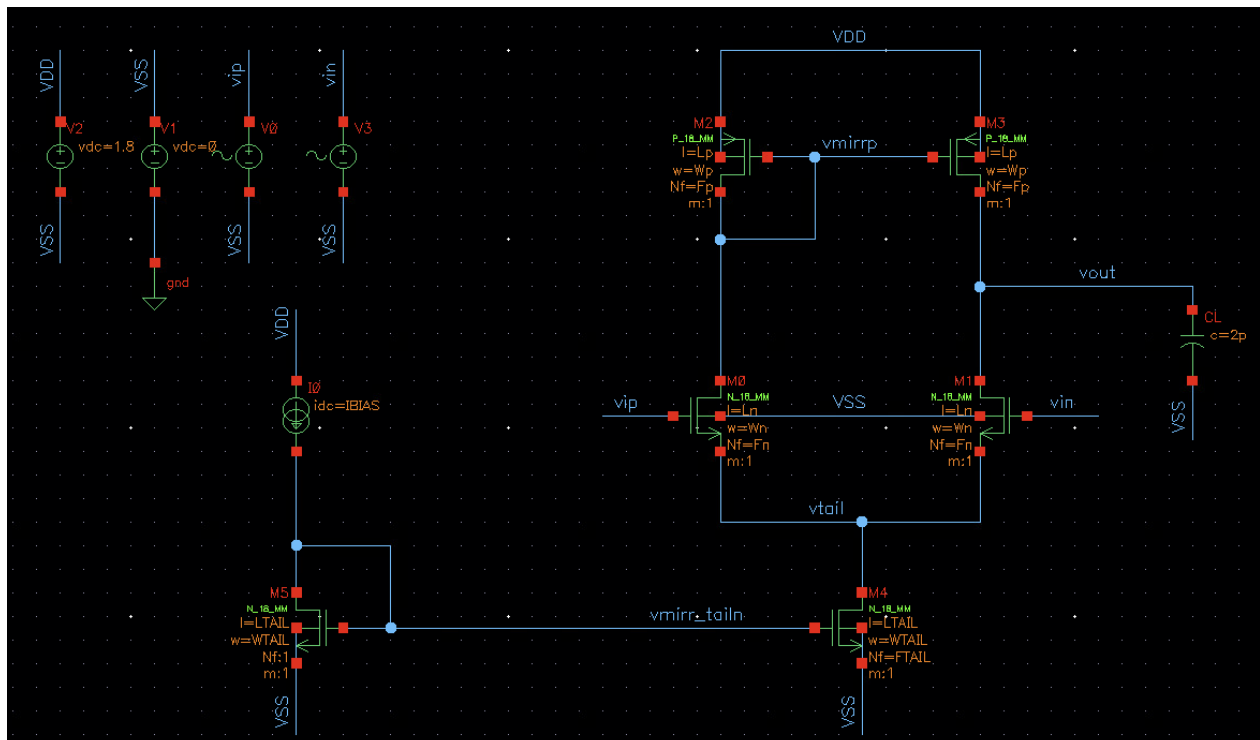 VDD
VSS
vip
vin
V2
vdc=1.8
V1
vdc=0
V0
V3
VSS
VSS
VSS
gnd
VDD
M2
P_18_MM
l=Lp
w=Wp
Nf=Fp
m:1
vmirrp
M3
P_18_MM
l=Lp
w=Wp
Nf=Fp
m:1
vout
CL
c=2p
VSS
VDD
I0
idc=IBIAS
vip
M0
N_18_MM
l=Ln
w=Wn
Nf=Fn
m:1
VSS
M1
N_18_MM
l=Ln
w=Wn
Nf=Fn
m:1
vin
vtail
M5
N_18_MM
l=LTAIL
w=WTAIL
Nf:1
m:1
VSS
vmirr_tailn
M4
N_18_MM
l=LTAIL
w=WTAIL
Nf=FTAIL
m:1
VSS